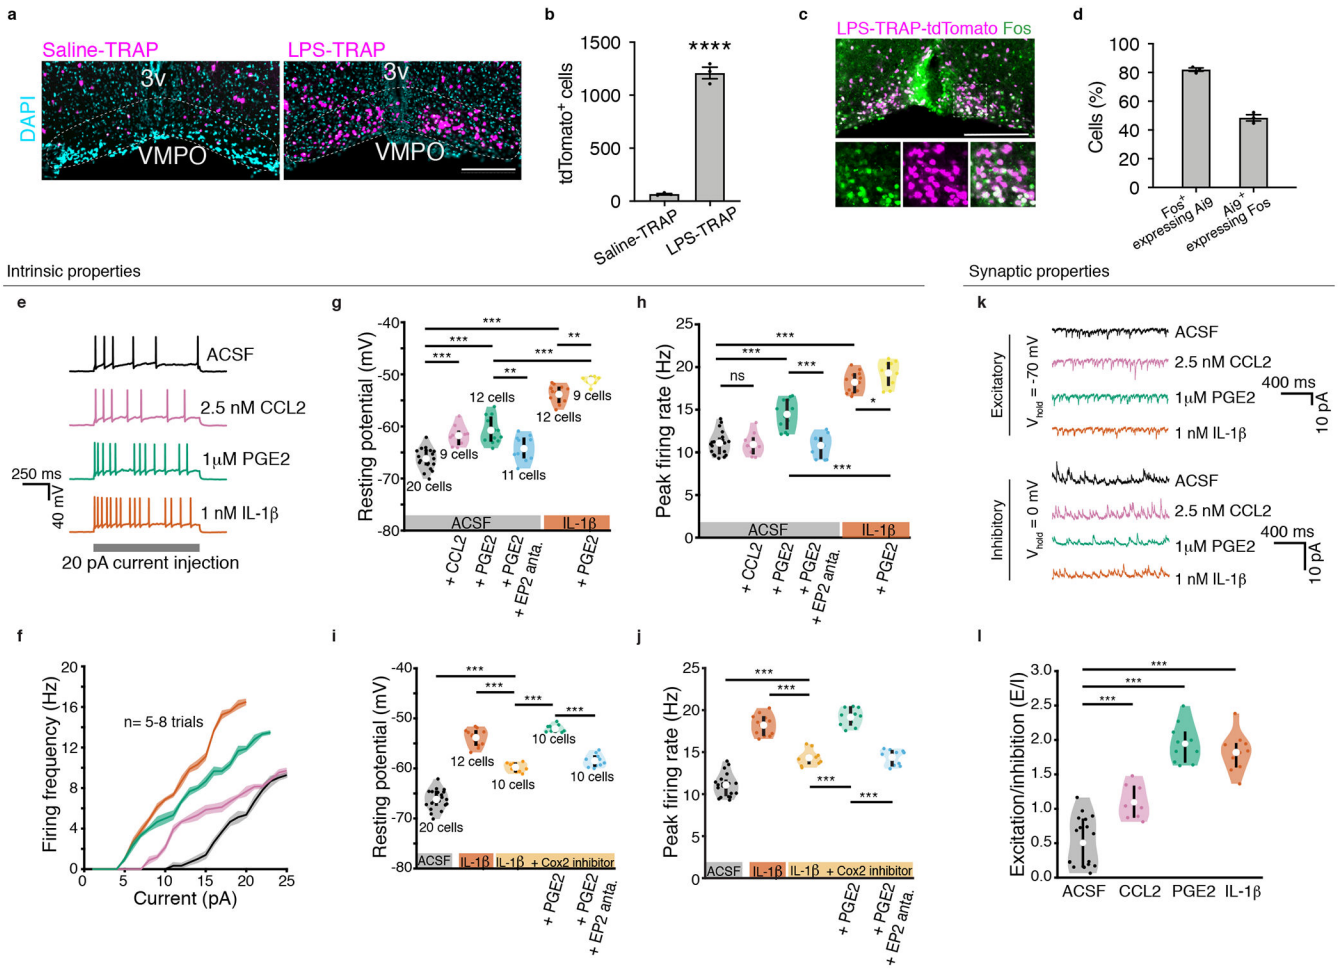 a
Saline-TRAP
LPS-TRAP
DAPI
3v
VMPO
3v
VMPO
b
tdTomato⁺ cells
1500
1000
500
0
****
Saline-TRAP
LPS-TRAP
c
LPS-TRAP-tdTomato Fos
d
Cells (%)
100
80
60
40
20
0
Fos⁺
expressing Ai9
Ai9⁺
expressing Fos
Intrinsic properties
Synaptic properties
e
ACSF
2.5 nM CCL2
1μM PGE2
1 nM IL-1β
250 ms
40 mV
20 pA current injection
g
Resting potential (mV)
-40
-50
-60
-70
-80
***
***
***
**
***
**
20 cells
9 cells
12 cells
11 cells
12 cells
9 cells
ACSF
IL-1β
+ CCL2
+ PGE2
+ PGE2
+ EP2 anta.
+ PGE2
h
Peak firing rate (Hz)
25
20
15
10
5
0
***
***
ns
***
*
***
ACSF
IL-1β
+ CCL2
+ PGE2
+ PGE2
+ EP2 anta.
+ PGE2
k
Excitatory
V hold = -70 mV
ACSF
2.5 nM CCL2
1μM PGE2
1 nM IL-1β
400 ms
10 pA
Inhibitory
V hold = 0 mV
ACSF
2.5 nM CCL2
1μM PGE2
1 nM IL-1β
400 ms
10 pA
f
Firing frequency (Hz)
20
16
12
8
4
0
n= 5-8 trials
0 5 10 15 20 25
Current (pA)
i
Resting potential (mV)
-40
-50
-60
-70
-80
***
***
***
***
20 cells
12 cells
10 cells
10 cells
10 cells
ACSF
IL-1β
IL-1β + Cox2 inhibitor
+ PGE2
+ PGE2
+ EP2 anta.
j
Peak firing rate (Hz)
25
20
15
10
5
0
***
***
***
***
ACSF
IL-1β
IL-1β + Cox2 inhibitor
+ PGE2
+ PGE2
+ EP2 anta.
l
Excitation/inhibition (E/I)
3.0
2.5
2.0
1.5
1.0
0.5
0.0
***
***
***
ACSF CCL2 PGE2 IL-1β